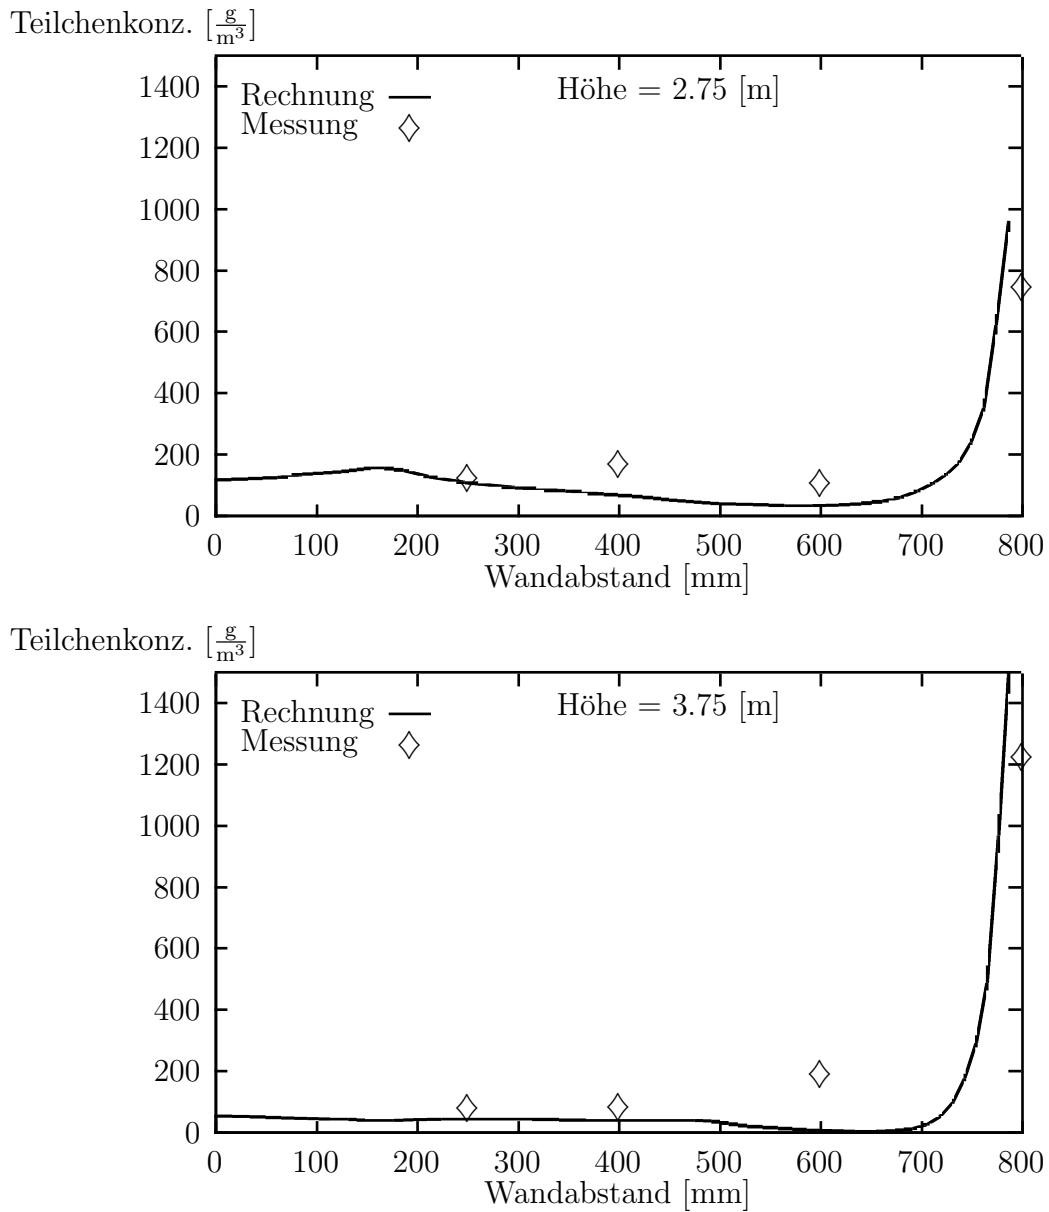 Teilchenkonz. [g/m³]
1400
1200
1000
800
600
400
200
0
Rechnung
Messung
Höhe = 2.75 [m]
0 100 200 300 400 500 600 700 800
Wandabstand [mm]
Teilchenkonz. [g/m³]
1400
1200
1000
800
600
400
200
0
Rechnung
Messung
Höhe = 3.75 [m]
0 100 200 300 400 500 600 700 800
Wandabstand [mm]